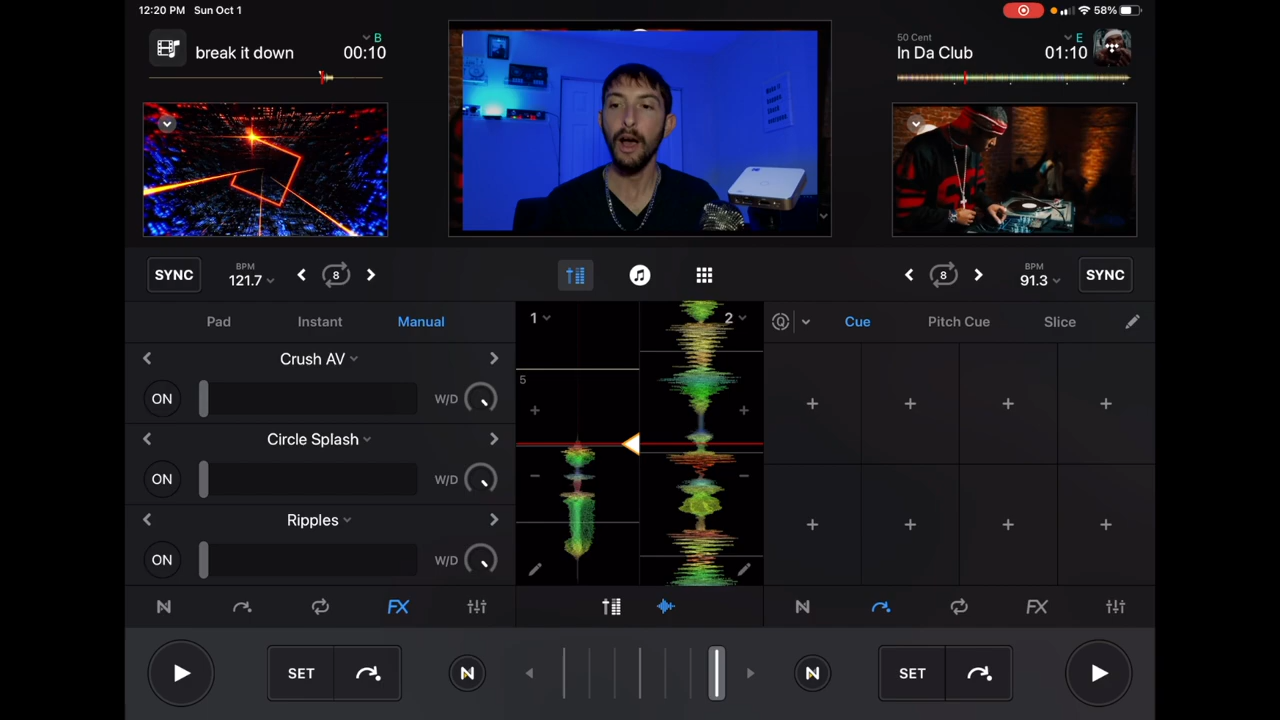 12:20 PM Sun Oct 1
58%
break it down
B
00:10
50 Cent
In Da Club
E
01:10
SYNC
BPM
121.7
8
8
BPM
91.3
SYNC
Pad
Instant
Manual
1
2
Q
Cue
Pitch Cue
Slice
Crush AV
ON
W/D
5
Circle Splash
ON
W/D
Ripples
ON
W/D
N
FX
N
FX
SET
N
N
SET